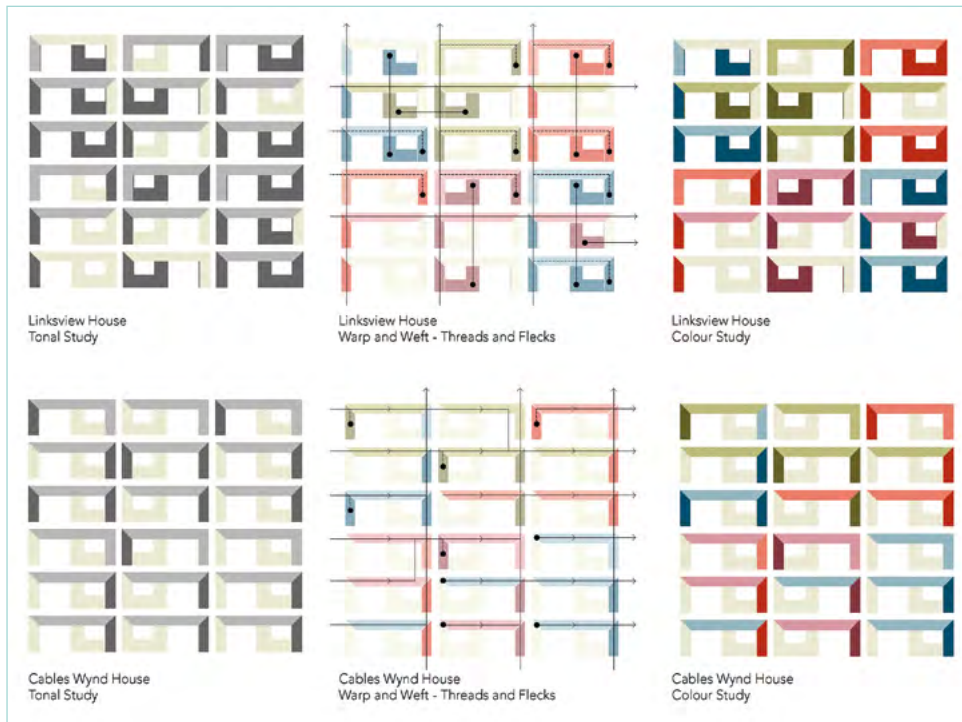 Linksview House
Tonal Study
Linksview House
Warp and Weft - Threads and Flecks
Linksview House
Colour Study
Cables Wynd House
Tonal Study
Cables Wynd House
Warp and Weft - Threads and Flecks
Cables Wynd House
Colour Study